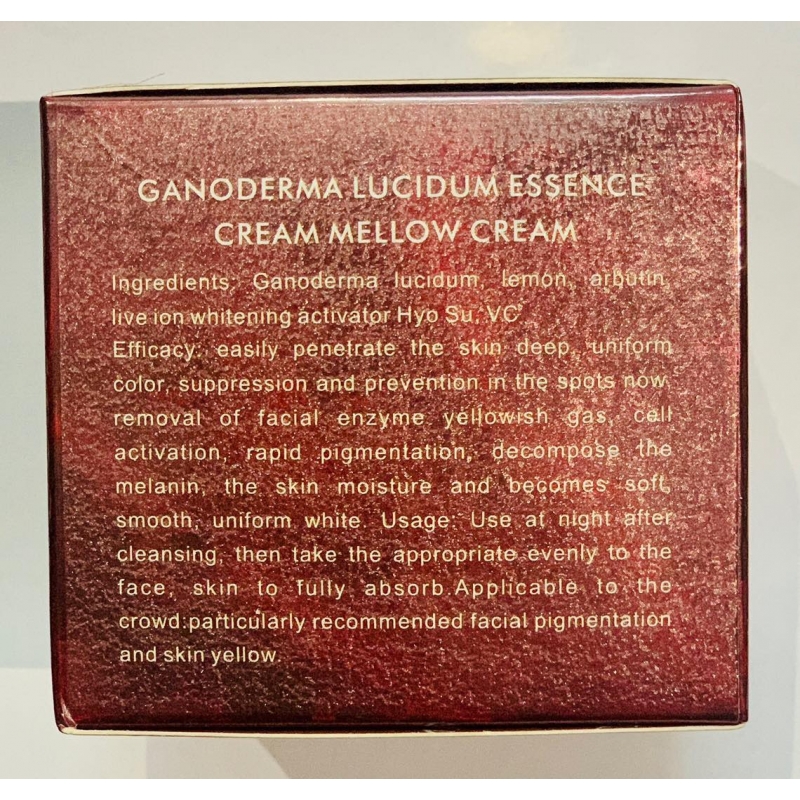 GANODERMA LUCIDUM ESSENCE
CREAM MELLOW CREAM
Ingredients: Ganoderma lucidum, lemon, arbutin,
live ion whitening activator Hyo Su, VC
Efficacy: easily penetrate the skin deep, uniform
color, suppression and prevention in the spots now
removal of facial enzyme yellowish gas, cell
activation, rapid pigmentation, decompose the
melanin, the skin moisture and becomes soft,
smooth, uniform white. Usage: Use at night after
cleansing, then take the appropriate evenly to the
face, skin to fully absorb.Applicable to the
crowd:particularly recommended facial pigmentation
and skin yellow.